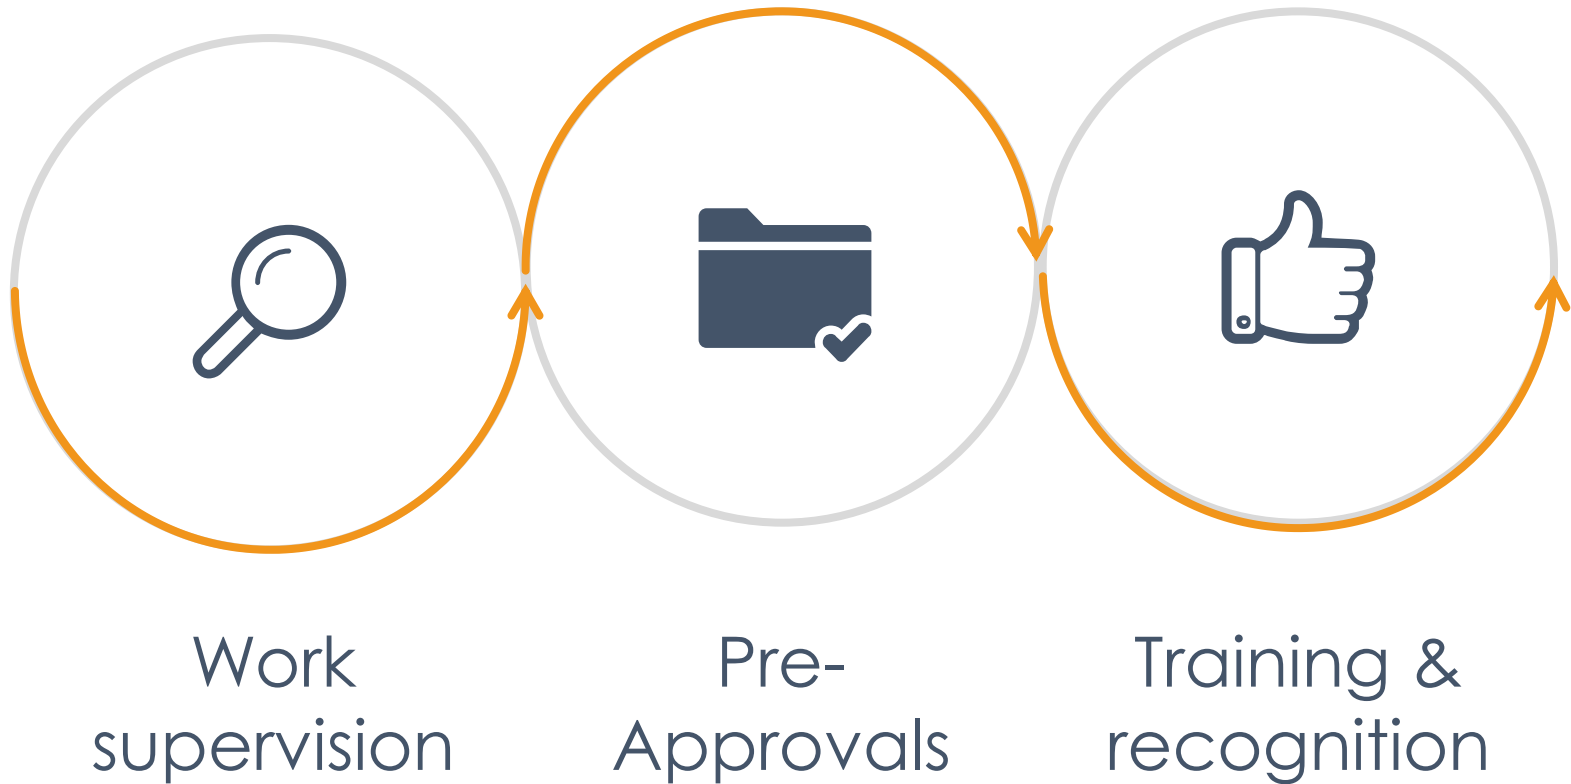 Work
supervision
Pre-
Approvals
Training &
recognition